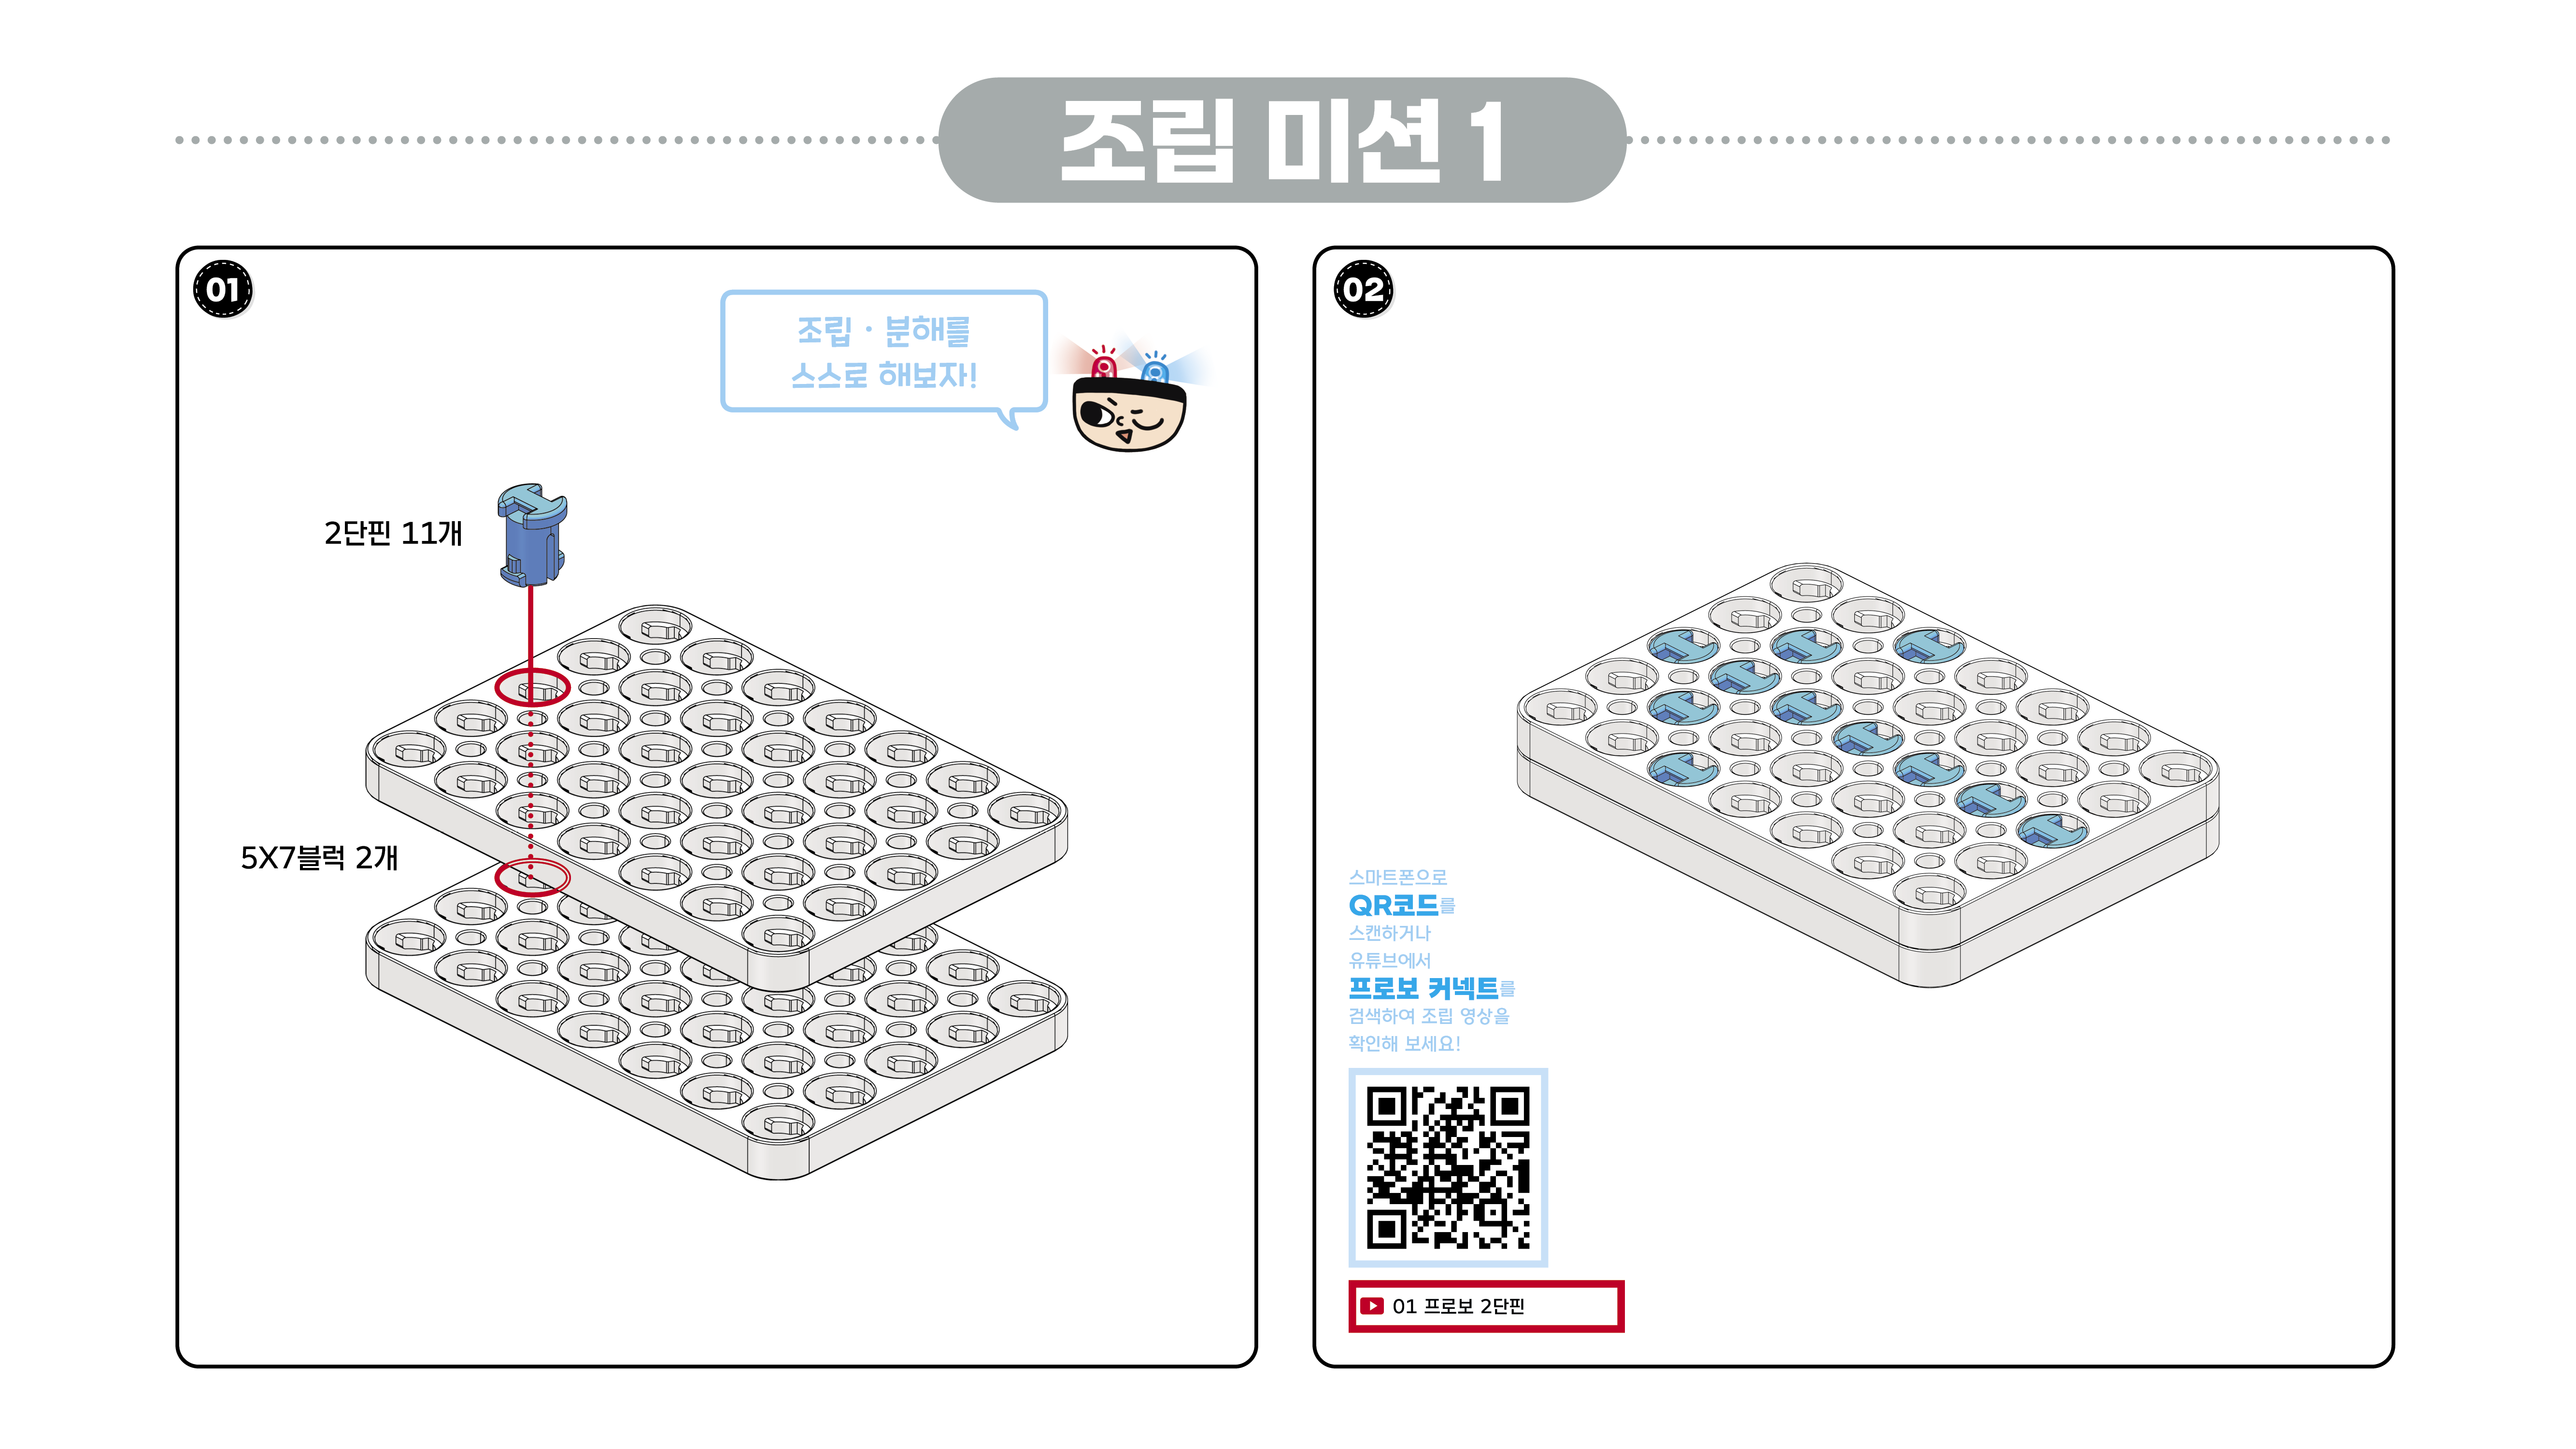 조립 미션 1
01
조립 · 분해를
스스로 해보자!
2단핀 11개
5X7블럭 2개
02
스마트폰으로
QR코드를
스캔하거나
유튜브에서
프로보 커넥트를
검색하여 조립 영상을
확인해 보세요!
01 프로보 2단핀